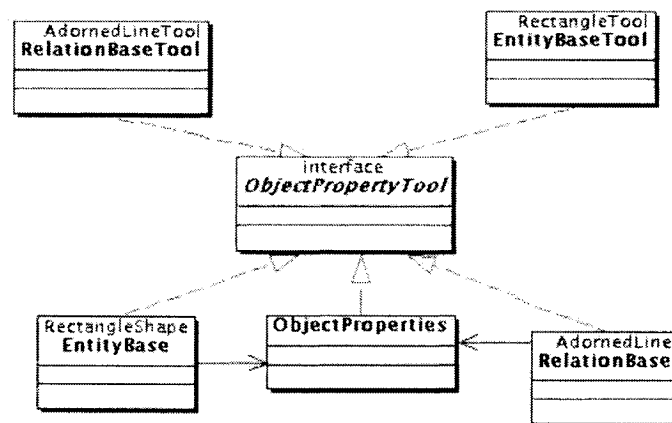 AdornedLineTool
RelationBaseTool
RectangleTool
EntityBaseTool
interface
ObjectPropertyTool
RectangleShape
EntityBase
ObjectProperties
AdornedLine
RelationBase